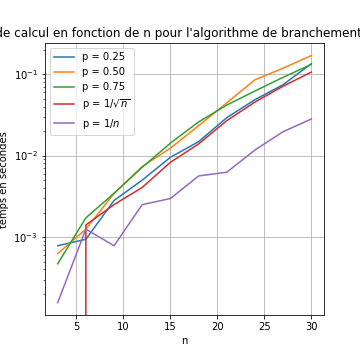 de calcul en fonction de n pour l'algorithme de branchement
p = 0.25
p = 0.50
p = 0.75
p = 1/√n
p = 1/n
10⁻¹
10⁻²
10⁻³
temps en secondes
5
10
15
20
25
30
n